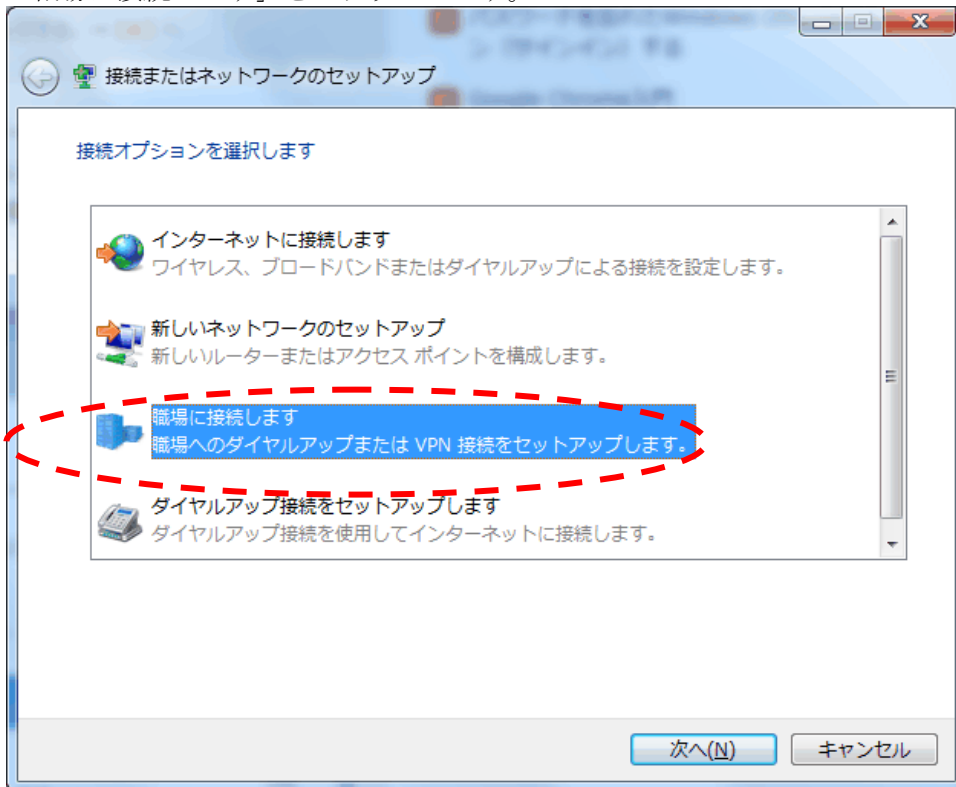 接続またはネットワークのセットアップ
接続オプションを選択します
インターネットに接続します
ワイヤレス、ブロードバンドまたはダイヤルアップによる接続を設定します。
新しいネットワークのセットアップ
新しいルーターまたはアクセス ポイントを構成します。
職場に接続します
職場へのダイヤルアップまたは VPN 接続をセットアップします。
ダイヤルアップ接続をセットアップします
ダイヤルアップ接続を使用してインターネットに接続します。
次へ(N)
キャンセル